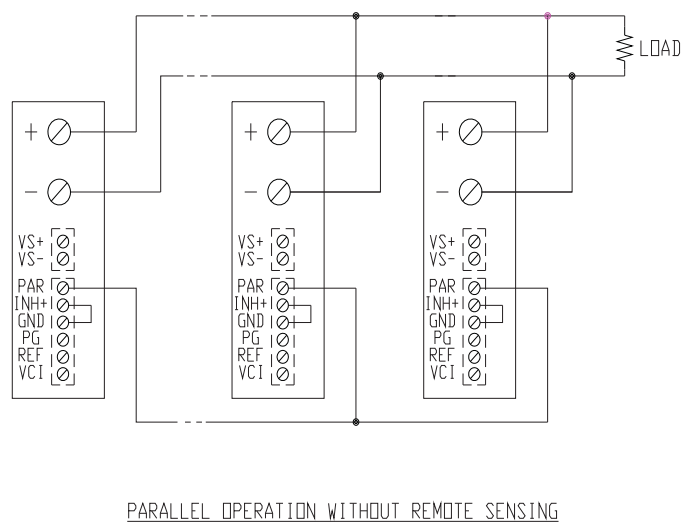 LOAD
+ + +
− − −
VS+ VS+ VS+
VS- VS- VS-
PAR PAR PAR
INH+ INH+ INH+
GND GND GND
PG PG PG
REF REF REF
VCI VCI VCI
PARALLEL OPERATION WITHOUT REMOTE SENSING